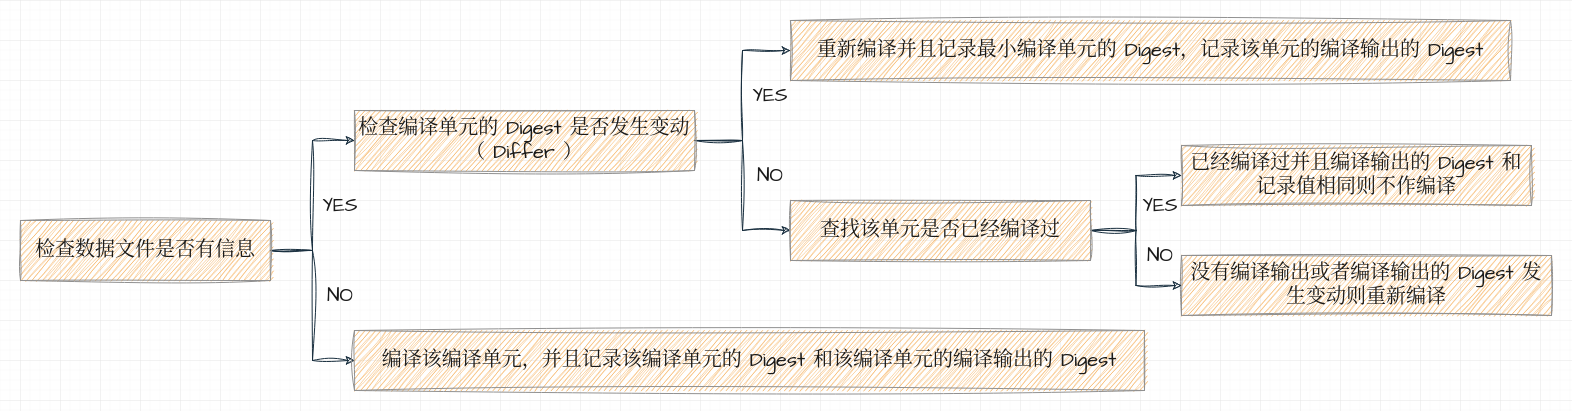 重新编译并且记录最小编译单元的 Digest，记录该单元的编译输出的 Digest
YES
检查编译单元的 Digest 是否发生变动
（ Differ ）
NO
已经编译过并且编译输出的 Digest 和
记录值相同则不作编译
YES
YES
查找该单元是否已经编译过
检查数据文件是否有信息
NO
没有编译输出或者编译输出的 Digest 发
生变动则重新编译
NO
编译该编译单元，并且记录该编译单元的 Digest 和该编译单元的编译输出的 Digest